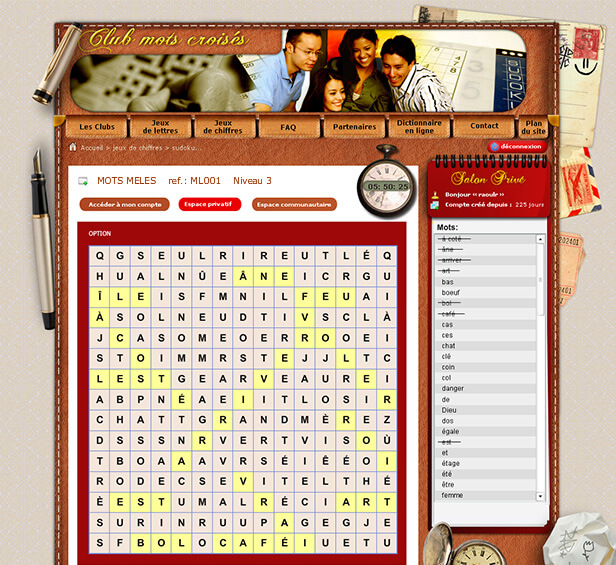 Club mots croisés
Les Clubs
Jeux de lettres
Jeux de chiffres
FAQ
Partenaires
Dictionnaire en ligne
Contact
Plan du site
Accueil > jeux de chiffres > sudoku...
déconnexion
MOTS MELES ref.: ML001 Niveau 3
05: 50: 25
Accéder à mon compte
Espace privatif
Espace communautaire
Salon Privé
Bonjour « raoulr »
Compte créé depuis : 225 jours
OPTION
Q G S E U L R I R E U T L É Q
H U A L N Û E Â N E I C R G U
Î L E I S F M N I L F E U A I
À S O L N E U D T I V S C L À
J C A S O M E O E R R O O E I
S T O I M M R S T E J J L T C
L E S T G E A R V E A U R E I
A B P N É A E I I T L O S I R
C H A T T G R A N D M È R E Z
D S S S N R V E R T V I S O Ù
T B O A A A V R S É I Ê É O I
R O D E C S E V I T E L T H É
È E S T U M A L R É C I A R T
S U R I N R U U P A G E G J E
S F B O L O C A F É I U E T U
Mots:
à coté
âne
arriver
art
bas
boeuf
bol
café
cas
ces
chat
clé
coin
col
danger
de
Dieu
dos
égale
est
et
étage
été
être
femme
202401
sudoku